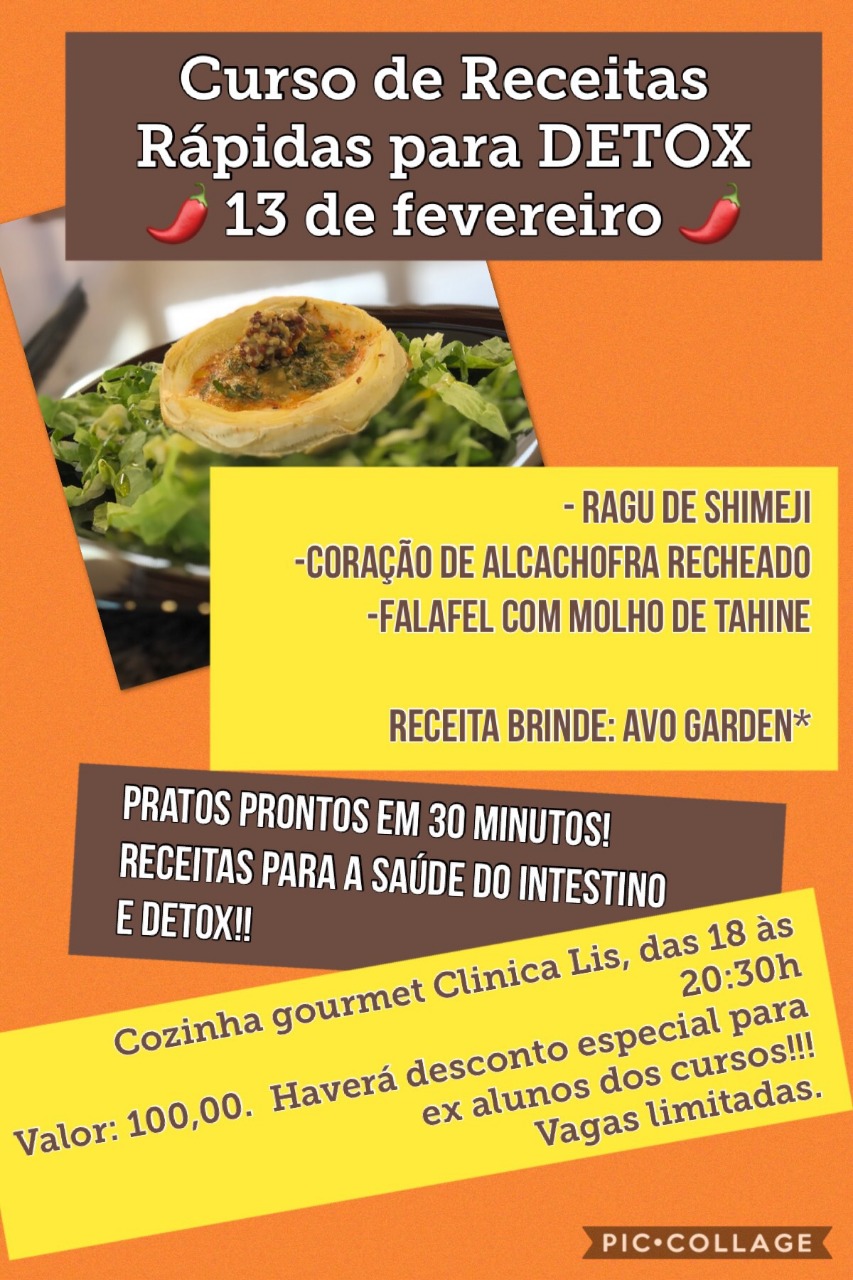 Curso de Receitas
Rápidas para DETOX
🌶 13 de fevereiro 🌶
- RAGU DE SHIMEJI
-CORAÇÃO DE ALCACHOFRA RECHEADO
-FALAFEL COM MOLHO DE TAHINE
RECEITA BRINDE: AVO GARDEN*
PRATOS PRONTOS EM 30 MINUTOS!
RECEITAS PARA A SAÚDE DO INTESTINO
E DETOX!!
Cozinha gourmet Clinica Lis, das 18 às
20:30h
Valor: 100,00.  Haverá desconto especial para
ex alunos dos cursos!!!
Vagas limitadas.
PIC•COLLAGE